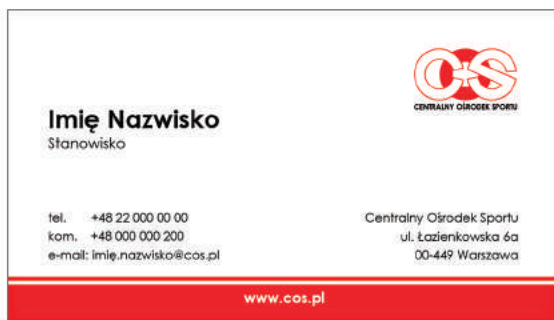 COS
CENTRALNY OŚRODEK SPORTU
Imię Nazwisko
Stanowisko
tel. +48 22 000 00 00
kom. +48 000 000 200
e-mail: imię.nazwisko@cos.pl
Centralny Ośrodek Sportu
ul. Łazienkowska 6a
00-449 Warszawa
www.cos.pl